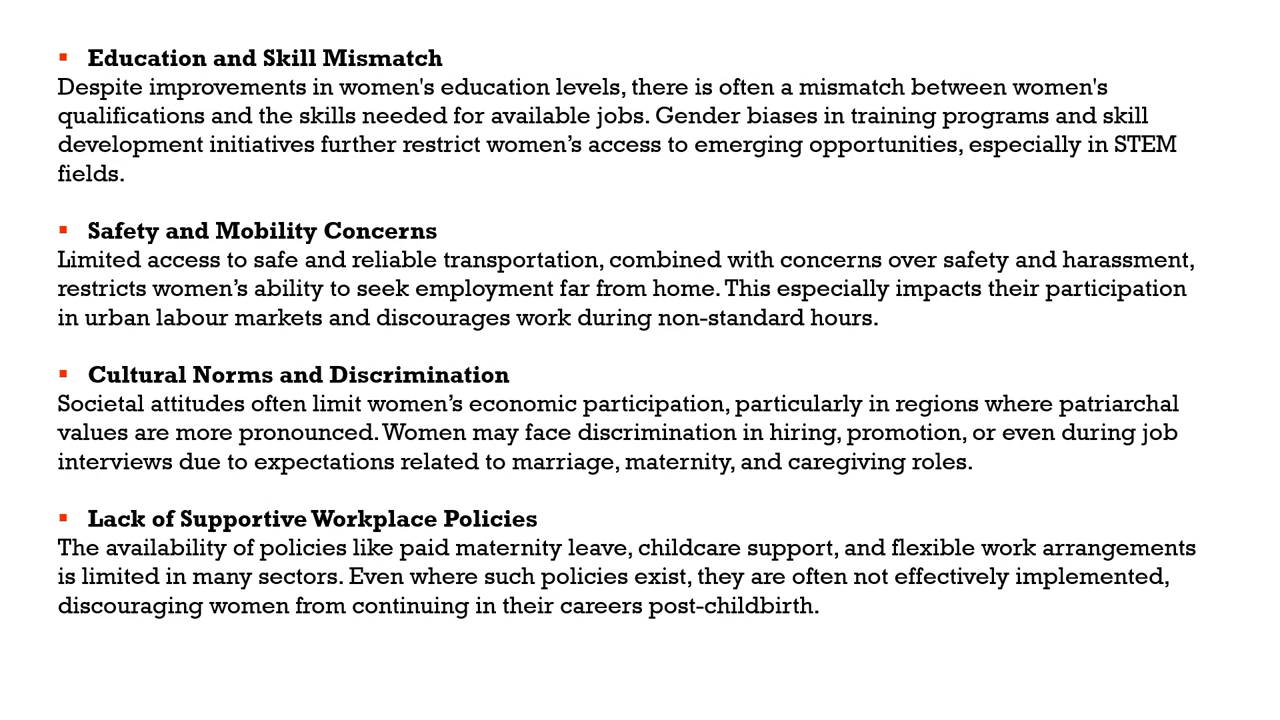 ▪ Education and Skill Mismatch
Despite improvements in women's education levels, there is often a mismatch between women's
qualifications and the skills needed for available jobs. Gender biases in training programs and skill
development initiatives further restrict women’s access to emerging opportunities, especially in STEM
fields.
▪ Safety and Mobility Concerns
Limited access to safe and reliable transportation, combined with concerns over safety and harassment,
restricts women’s ability to seek employment far from home. This especially impacts their participation
in urban labour markets and discourages work during non-standard hours.
▪ Cultural Norms and Discrimination
Societal attitudes often limit women’s economic participation, particularly in regions where patriarchal
values are more pronounced. Women may face discrimination in hiring, promotion, or even during job
interviews due to expectations related to marriage, maternity, and caregiving roles.
▪ Lack of Supportive Workplace Policies
The availability of policies like paid maternity leave, childcare support, and flexible work arrangements
is limited in many sectors. Even where such policies exist, they are often not effectively implemented,
discouraging women from continuing in their careers post-childbirth.